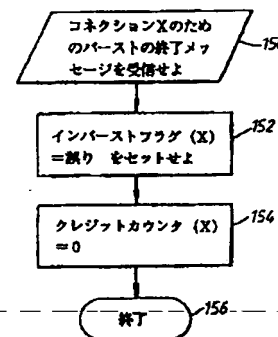 コネクションXのため
のバーストの終了メッ
セージを受信せよ
インバーストフラグ (X)
=誤り をセットせよ
152
クレジットカウンタ (X)
=0
154
終了
156